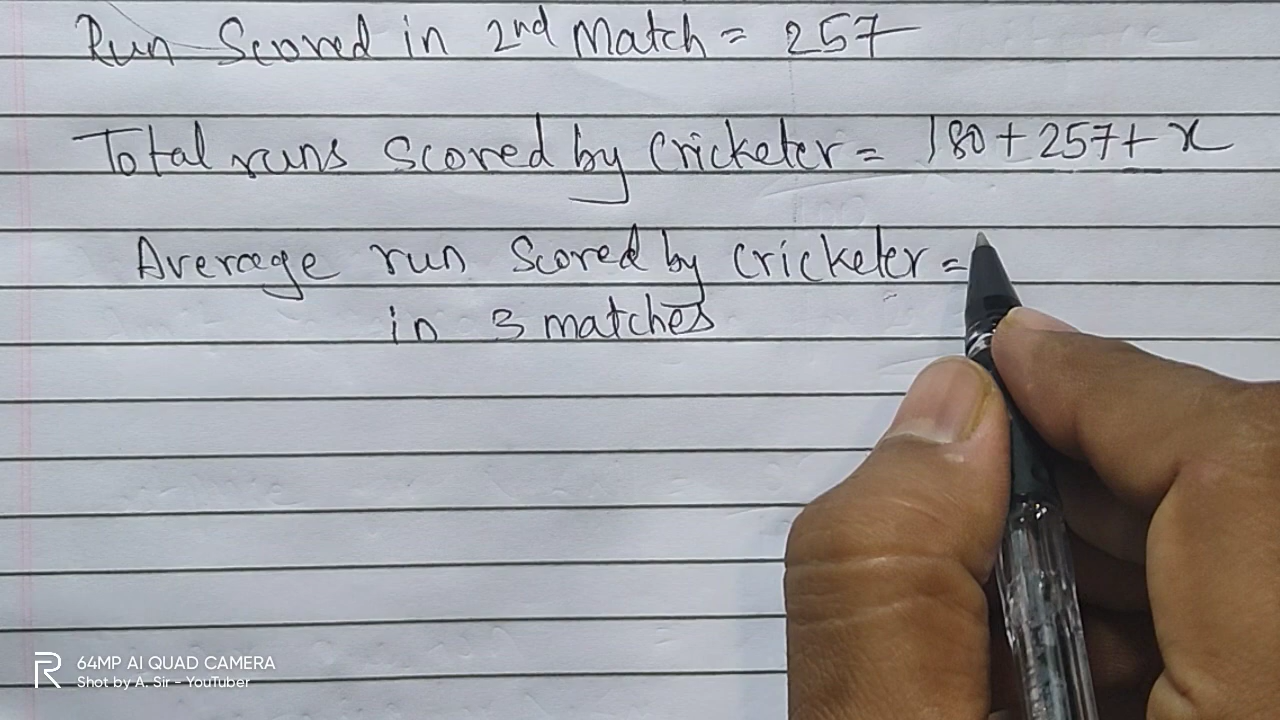 Run Scored in 2nd Match = 257
Total runs scored by Cricketer = 180 + 257 + x
Average run scored by cricketer =
in 3 matches
64MP AI QUAD CAMERA
Shot by A. Sir - YouTuber